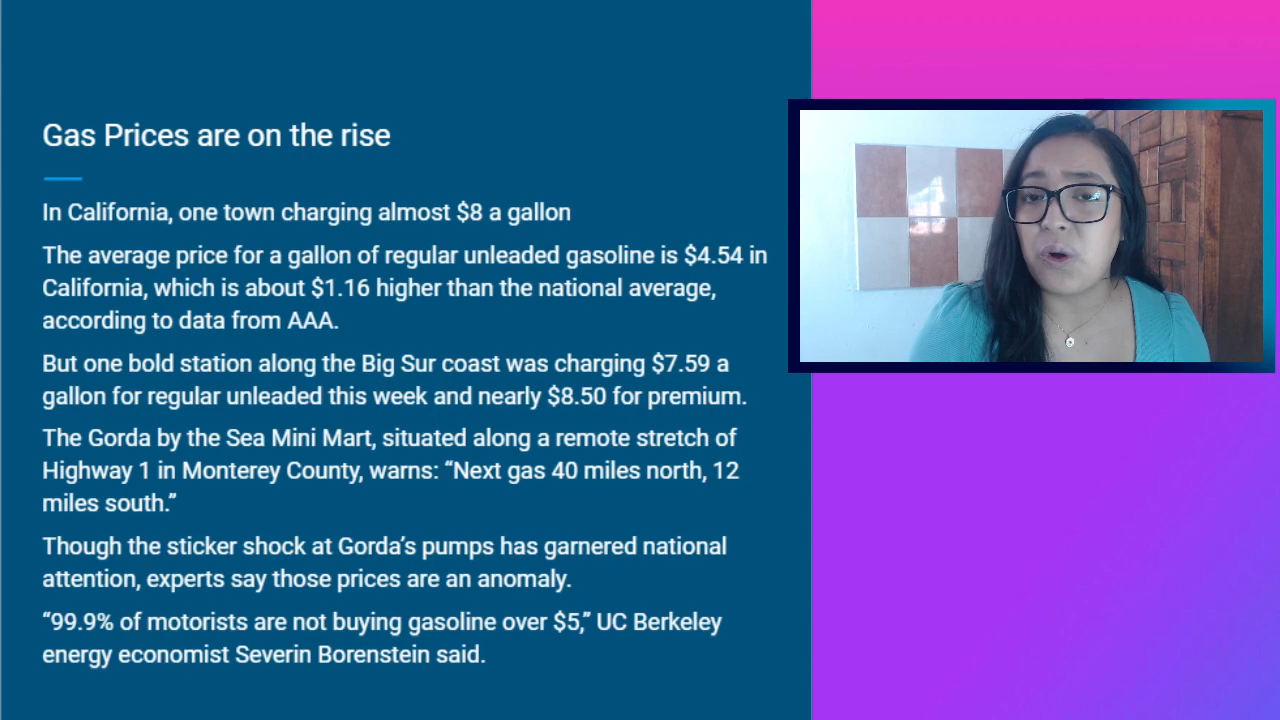 Gas Prices are on the rise
In California, one town charging almost $8 a gallon
The average price for a gallon of regular unleaded gasoline is $4.54 in
California, which is about $1.16 higher than the national average,
according to data from AAA.
But one bold station along the Big Sur coast was charging $7.59 a
gallon for regular unleaded this week and nearly $8.50 for premium.
The Gorda by the Sea Mini Mart, situated along a remote stretch of
Highway 1 in Monterey County, warns: “Next gas 40 miles north, 12
miles south.”
Though the sticker shock at Gorda’s pumps has garnered national
attention, experts say those prices are an anomaly.
“99.9% of motorists are not buying gasoline over $5,” UC Berkeley
energy economist Severin Borenstein said.